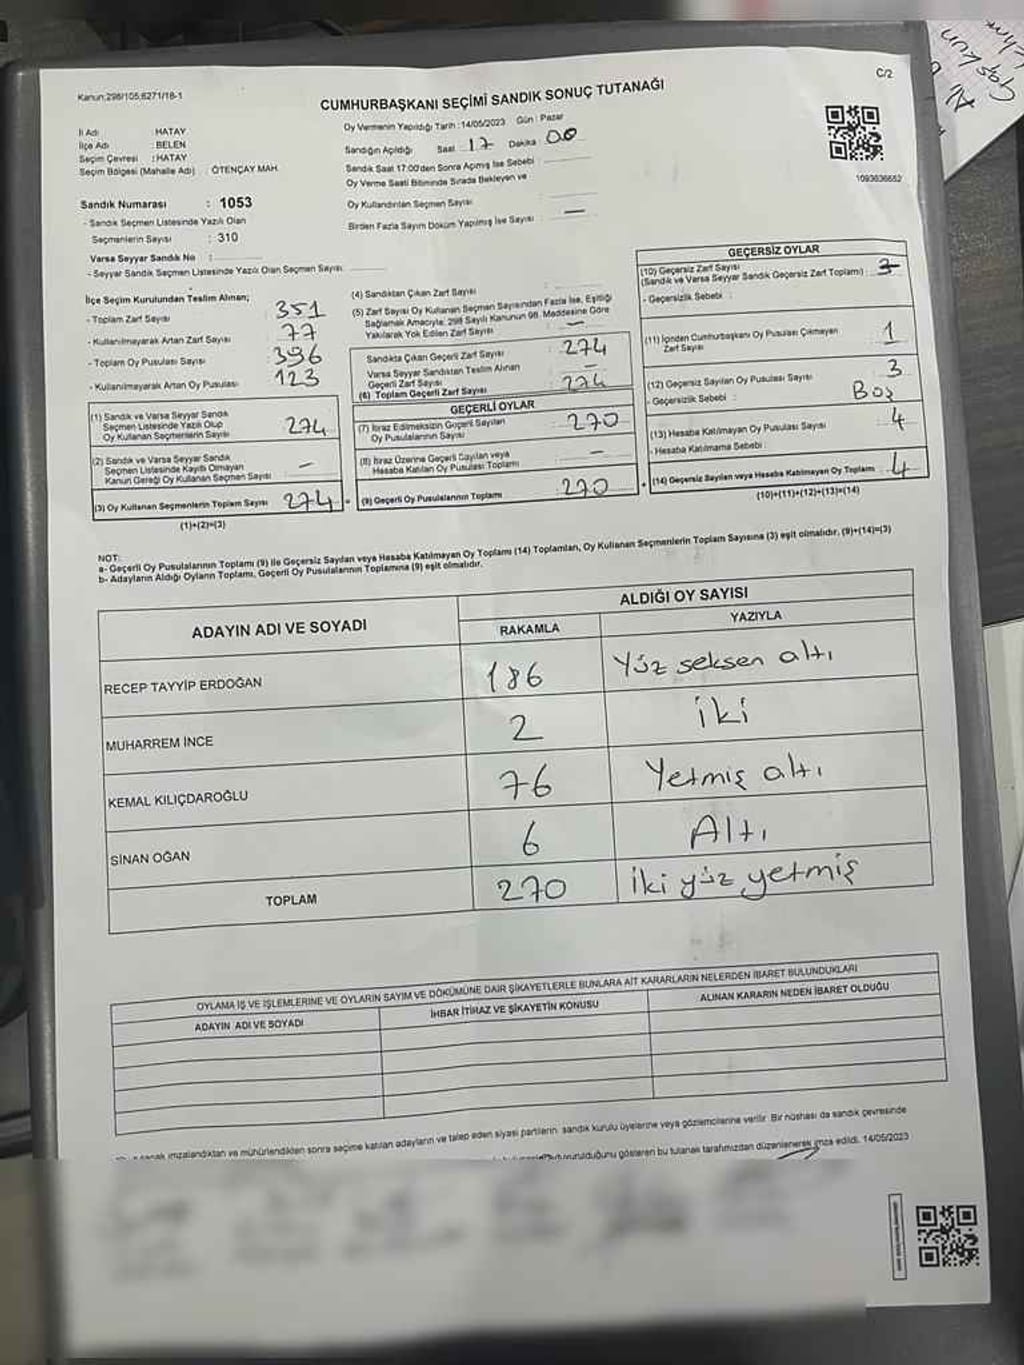 Kanun;298/105;6271/18-1
C/2
CUMHURBAŞKANI SEÇİMİ SANDIK SONUÇ TUTANAĞI
İl Adı : HATAY
İlçe Adı : BELEN
Seçim Çevresi : HATAY
Seçim Bölgesi (Mahalle Adı) : ÖTENÇAY MAH.
Sandık Numarası : 1053
- Sandık Seçmen Listesinde Yazılı Olan
Seçmenlerin Sayısı : 310
Varsa Seyyar Sandık No :
- Seyyar Sandık Seçmen Listesinde Yazılı Olan Seçmen Sayısı:
Oy Vermenin Yapıldığı Tarih :14/05/2023 Gün : Pazar
Sandığın Açıldığı Saat 17 Dakika 00
Sandık Saat 17:00'den Sonra Açımış İse Sebebi :
Oy Verme Saati Bitiminde Sırada Bekleyen ve
Oy Kullandırılan Seçmen Sayısı :
Birden Fazla Sayım Döküm Yapılmış İse Sayısı : —
1093636652
İlçe Seçim Kurulundan Teslim Alınan;
- Toplam Zarf Sayısı 351
- Kullanılmayarak Artan Zarf Sayısı 77
- Toplam Oy Pusulası Sayısı 396
- Kullanılmayarak Artan Oy Pusulası 123
(1) Sandık ve Varsa Seyyar Sandık
Seçmen Listesinde Yazılı Olup
Oy Kullanan Seçmenlerin Sayısı 274
(2) Sandık ve Varsa Seyyar Sandık
Seçmen Listesinde Kayıtlı Olmayan
Kanun Gereği Oy Kullanan Seçmen Sayısı : —
(3) Oy Kullanan Seçmenlerin Toplam Sayısı 274 =
(1)+(2)=(3)
(4) Sandıktan Çıkan Zarf Sayısı :
(5) Zarf Sayısı Oy Kullanan Seçmen Sayısından Fazla İse, Eşitliği
Sağlamak Amacıyla; 298 Sayılı Kanunun 98. Maddesine Göre
Yakılarak Yok Edilen Zarf Sayısı —
Sandıkta Çıkan Geçerli Zarf Sayısı : 274
Varsa Seyyar Sandıktan Teslim Alınan
Geçerli Zarf Sayısı —
(6) Toplam Geçerli Zarf Sayısı 274
GEÇERLİ OYLAR
(7) İtiraz Edilmeksizin Geçerli Sayılan
Oy Pusulalarının Sayısı : 270
(8) İtiraz Üzerine Geçerli Sayılan veya
Hesaba Katılan Oy Pusulası Toplamı : —
(9) Geçerli Oy Pusulalarının Toplamı 270 +
GEÇERSİZ OYLAR
(10) Geçersiz Zarf Sayısı
(Sandık ve Varsa Seyyar Sandık Geçersiz Zarf Toplamı) : 3
- Geçersizlik Sebebi :
(11) İçinden Cumhurbaşkanı Oy Pusulası Çıkmayan
Zarf Sayısı 1
(12) Geçersiz Sayılan Oy Pusulası Sayısı 3
- Geçersizlik Sebebi : Boş
(13) Hesaba Katılmayan Oy Pusulası Sayısı : 4
- Hesaba Katılmama Sebebi :
(14) Geçersiz Sayılan veya Hesaba Katılmayan Oy Toplamı 4
(10)+(11)+(12)+(13)=(14)
NOT:
a- Geçerli Oy Pusulalarının Toplamı (9) ile Geçersiz Sayılan veya Hesaba Katılmayan Oy Toplamı (14) Toplamları, Oy Kullanan Seçmenlerin Toplam Sayısına (3) eşit olmalıdır. (9)+(14)=(3)
b- Adayların Aldığı Oyların Toplamı, Geçerli Oy Pusulalarının Toplamına (9) eşit olmalıdır.
ADAYIN ADI VE SOYADI
ALDIĞI OY SAYISI
RAKAMLA YAZIYLA
RECEP TAYYİP ERDOĞAN 186 Yüz seksen altı
MUHARREM İNCE 2 iki
KEMAL KILIÇDAROĞLU 76 Yetmiş altı
SİNAN OĞAN 6 Altı
TOPLAM 270 iki yüz yetmiş
OYLAMA İŞ VE İŞLEMLERİNE VE OYLARIN SAYIM VE DÖKÜMÜNE DAİR ŞİKAYETLERLE BUNLARA AİT KARARLARIN NELERDEN İBARET BULUNDUKLARI
ADAYIN ADI VE SOYADI İHBAR İTİRAZ VE ŞİKAYETİN KONUSU ALINAN KARARIN NEDEN İBARET OLDUĞU
imzalandıktan ve mühürlendikten sonra seçime katılan adayların ve talep eden siyasi partilerin sandık kurulu üyelerine veya gözlemcilerine verilir. Bir nüshası da sandık çevresinde
gösteren bu tutanak tarafımızdan düzenlenerek imza edildi. 14/05/2023